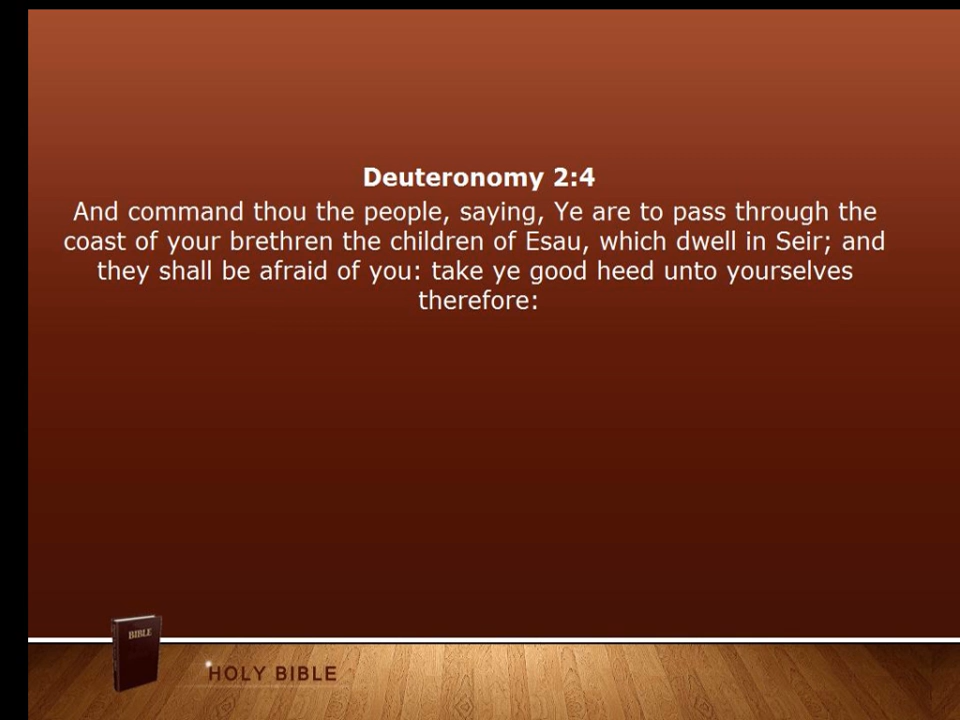 Deuteronomy 2:4
And command thou the people, saying, Ye are to pass through the
coast of your brethren the children of Esau, which dwell in Seir; and
they shall be afraid of you: take ye good heed unto yourselves
therefore:
BIBLE
HOLY BIBLE